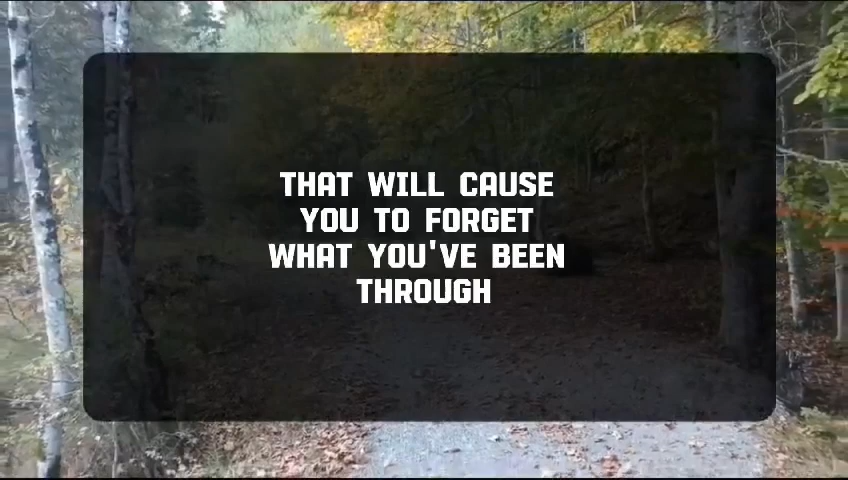 THAT WILL CAUSE
YOU TO FORGET
WHAT YOU'VE BEEN
THROUGH